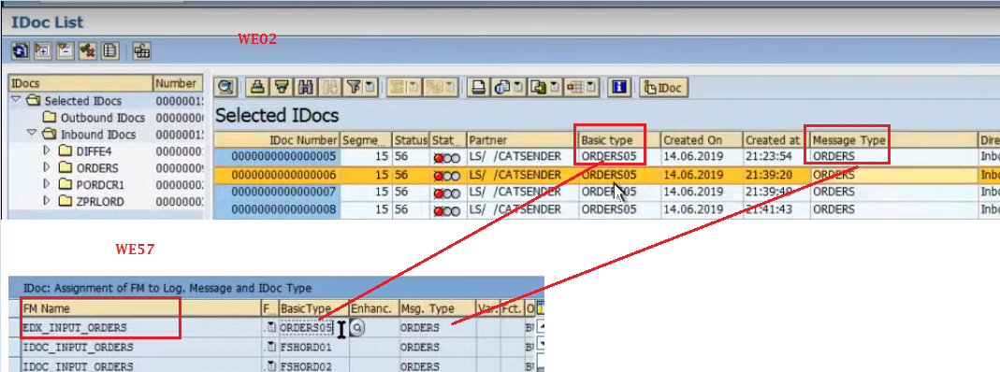 IDoc List
WE02
IDocs Number
Selected IDocs 0000001
Outbound IDocs 0000000
Inbound IDocs 0000001
DIFFE4 0000000
ORDERS 0000000
PORDCR1 0000000
ZPRLORD 0000000
IDoc
Selected IDocs
IDoc Number Segme... Status Stat... Partner Basic type Created On Created at Message Type Dire
0000000000000005 15 56 LS/ /CATSENDER ORDERS05 14.06.2019 21:23:54 ORDERS Inbo
0000000000000006 15 56 LS/ /CATSENDER ORDERS05 14.06.2019 21:39:20 ORDERS Inbo
0000000000000007 15 56 LS/ /CATSENDER ORDERS05 14.06.2019 21:39:49 ORDERS Inbo
0000000000000008 15 56 LS/ /CATSENDER ORDERS05 14.06.2019 21:41:43 ORDERS Inbo
WE57
IDoc: Assignment of FM to Log. Message and IDoc Type
FM Name F... BasicType Enhanc. Msg. Type Var. Fct. O
EDX_INPUT_ORDERS ORDERS05 ORDERS
IDOC_INPUT_ORDERS FSHORD01 ORDERS
IDOC_INPUT_ORDERS FSHORD02 ORDERS